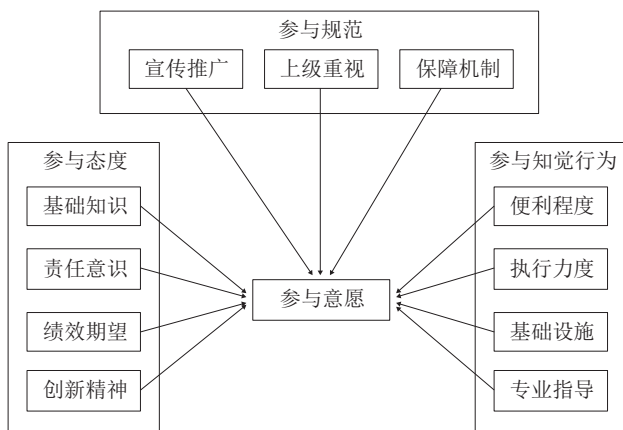 参与规范
宣传推广 上级重视 保障机制
参与态度
基础知识
责任意识
绩效期望
创新精神
参与意愿
参与知觉行为
便利程度
执行力度
基础设施
专业指导